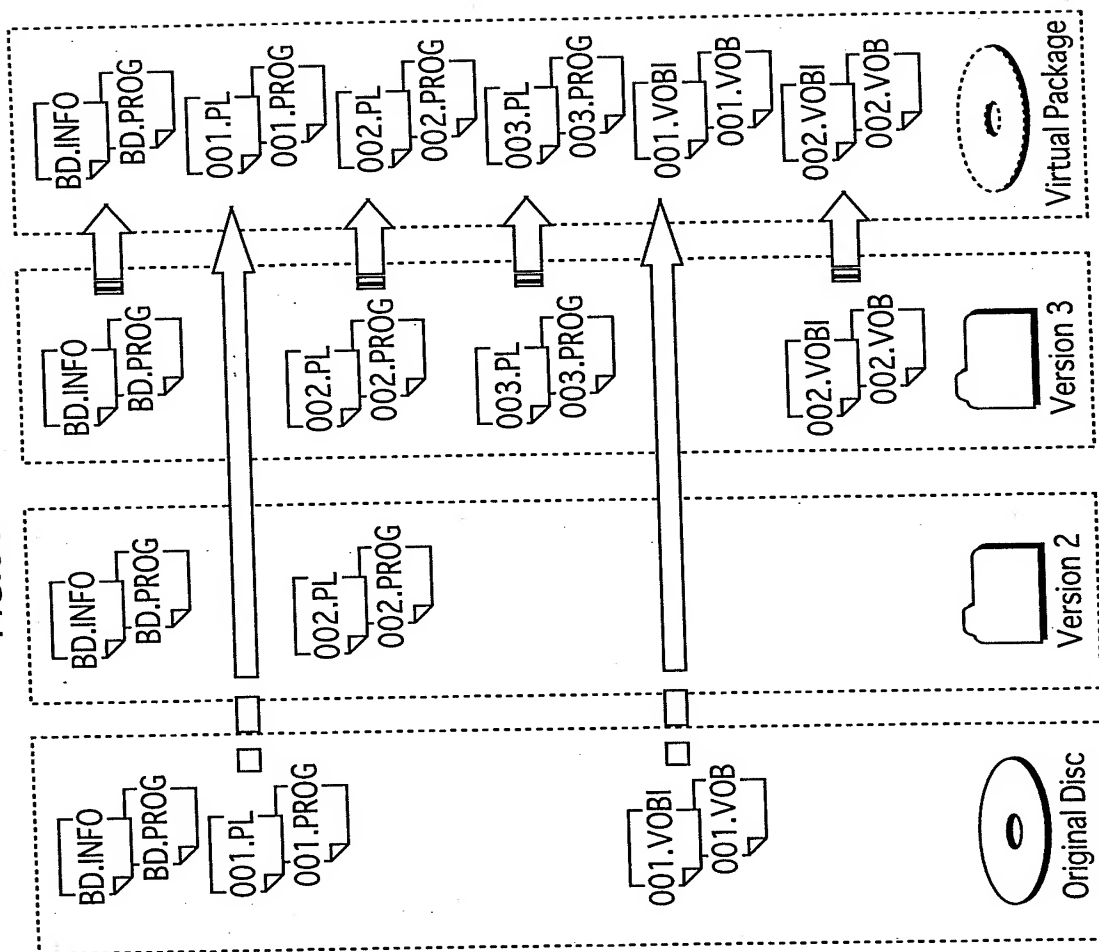 BD.INFO
BD.PROG
001.PL
001.PROG
001.VOBI
001.VOB
Original Disc
BD.INFO
BD.PROG
002.PL
002.PROG
Version 2
BD.INFO
BD.PROG
002.PL
002.PROG
003.PL
003.PROG
002.VOBI
002.VOB
Version 3
BD.INFO
BD.PROG
001.PL
001.PROG
002.PL
002.PROG
003.PL
003.PROG
001.VOBI
001.VOB
002.VOBI
002.VOB
Virtual Package